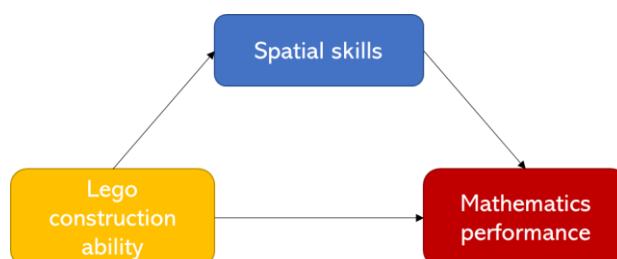 Spatial skills
Lego
construction
ability
Mathematics
performance